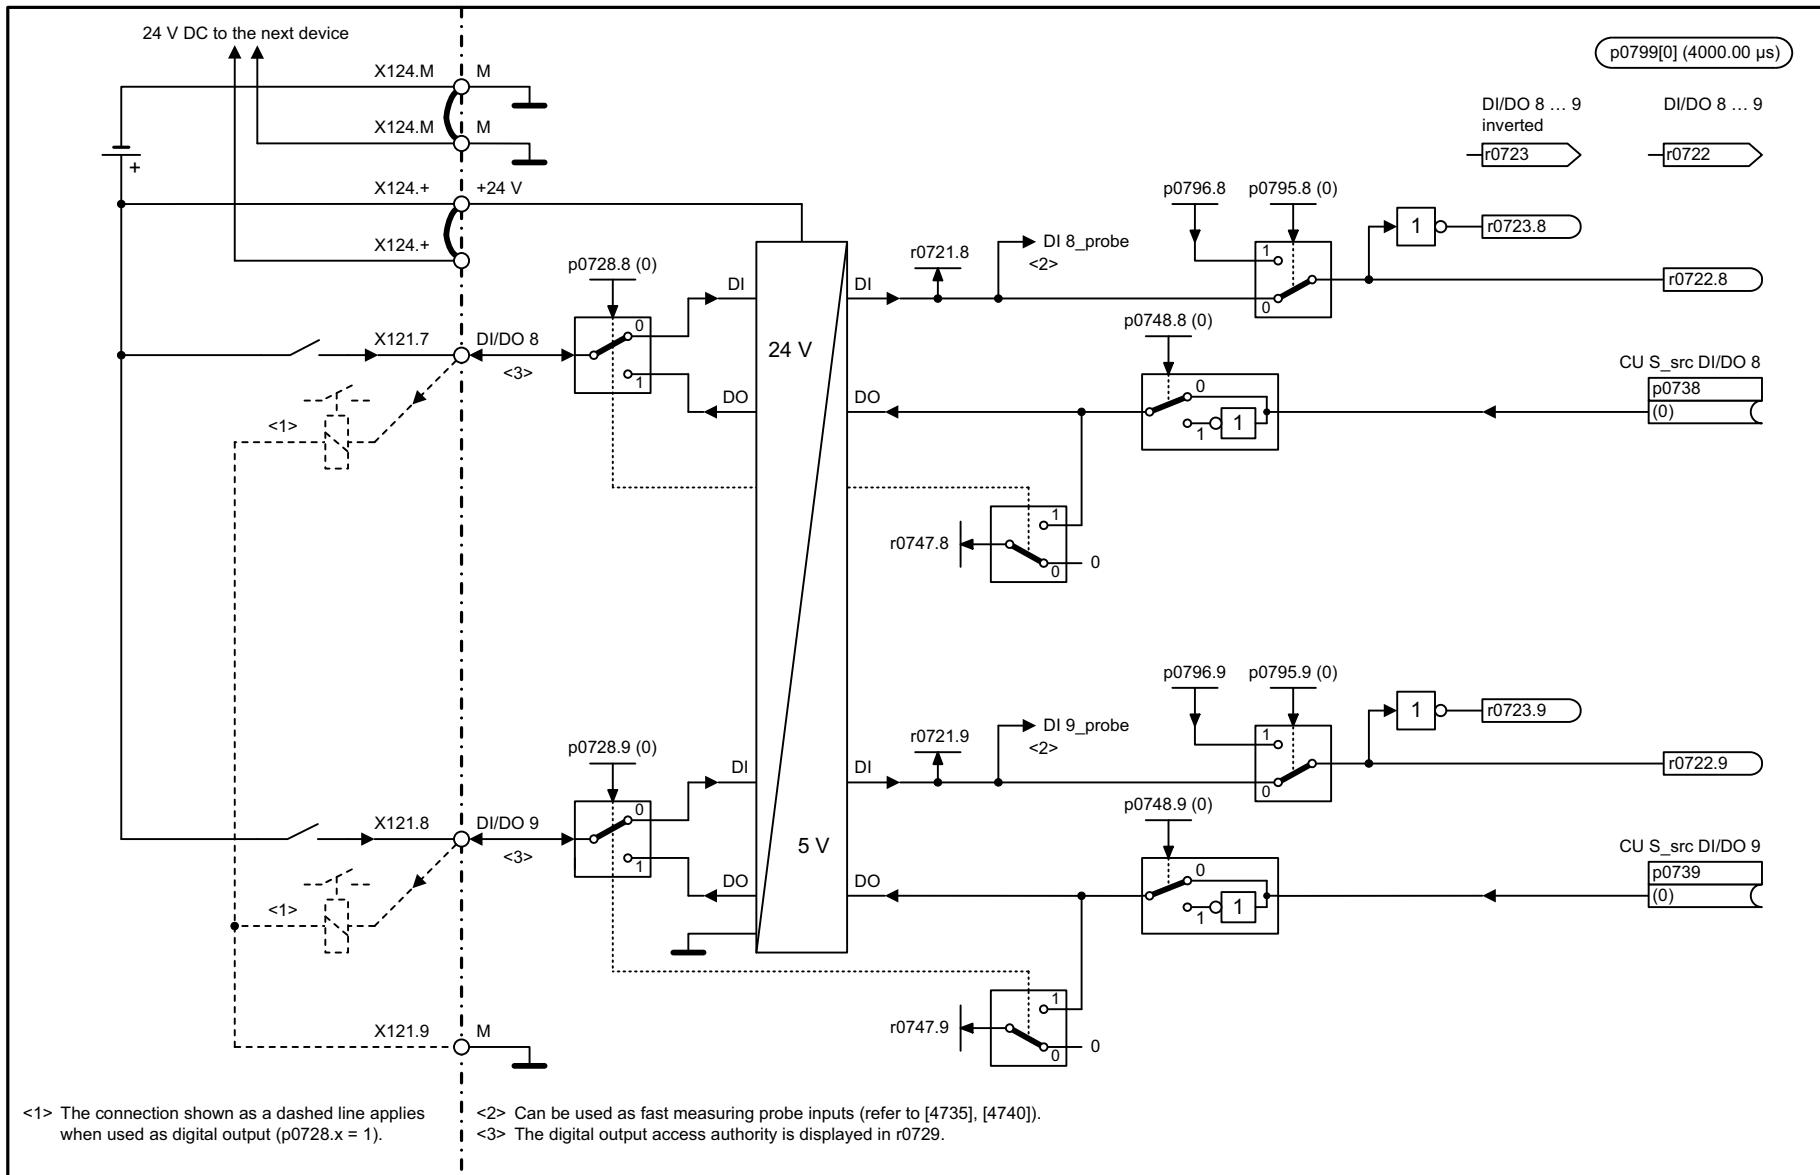 24 V DC to the next device
p0799[0] (4000.00 µs)
X124.M
M
DI/DO 8 … 9
inverted
DI/DO 8 … 9
X124.M
M
r0723
r0722
+
X124.+
+24 V
p0796.8
p0795.8 (0)
X124.+
r0721.8
DI 8_probe
<2>
1
0
1
r0723.8
p0728.8 (0)
DI
DI
r0722.8
X121.7
DI/DO 8
<3>
0
1
24 V
p0748.8 (0)
CU S_src DI/DO 8
p0738
(0)
DO
DO
0
1
1
<1>
r0747.8
1
0
0
p0796.9
p0795.9 (0)
r0721.9
DI 9_probe
<2>
1
0
1
r0723.9
p0728.9 (0)
DI
DI
r0722.9
X121.8
DI/DO 9
<3>
0
1
5 V
p0748.9 (0)
CU S_src DI/DO 9
p0739
(0)
DO
DO
0
1
1
<1>
r0747.9
1
0
0
X121.9
M
<1> The connection shown as a dashed line applies
when used as digital output (p0728.x = 1).
<2> Can be used as fast measuring probe inputs (refer to [4735], [4740]).
<3> The digital output access authority is displayed in r0729.